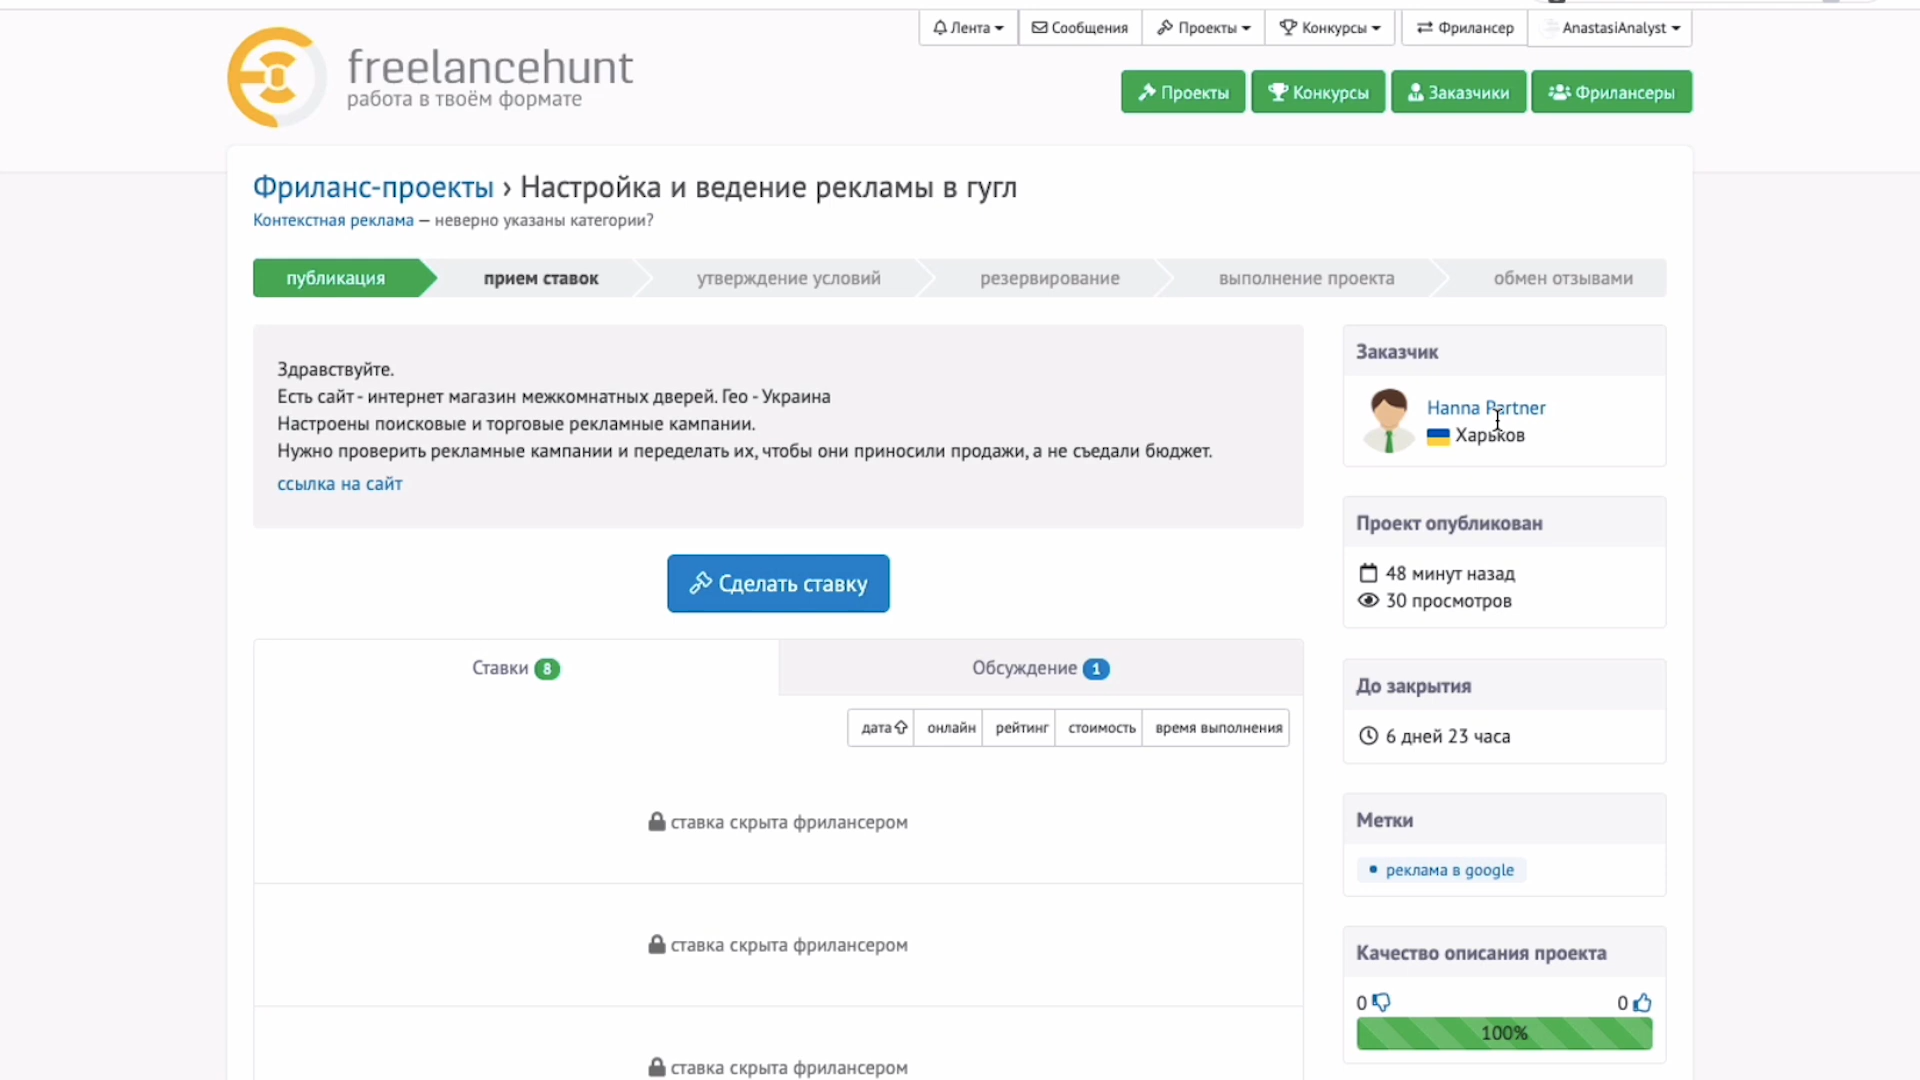 Лента
Сообщения
Проекты
Конкурсы
Фрилансер
AnastasiAnalyst
freelancehunt
работа в твоём формате
Проекты
Конкурсы
Заказчики
Фрилансеры
Фриланс-проекты › Настройка и ведение рекламы в гугл
Контекстная реклама — неверно указаны категории?
публикация
прием ставок
утверждение условий
резервирование
выполнение проекта
обмен отзывами
Здравствуйте.
Есть сайт - интернет магазин межкомнатных дверей. Гео - Украина
Настроены поисковые и торговые рекламные кампании.
Нужно проверить рекламные кампании и переделать их, чтобы они приносили продажи, а не съедали бюджет.
ссылка на сайт
Сделать ставку
Ставки 8
Обсуждение 1
дата
онлайн
рейтинг
стоимость
время выполнения
ставка скрыта фрилансером
ставка скрыта фрилансером
ставка скрыта фрилансером
Заказчик
Hanna Partner
Харьков
Проект опубликован
48 минут назад
30 просмотров
До закрытия
6 дней 23 часа
Метки
реклама в google
Качество описания проекта
0
0
100%